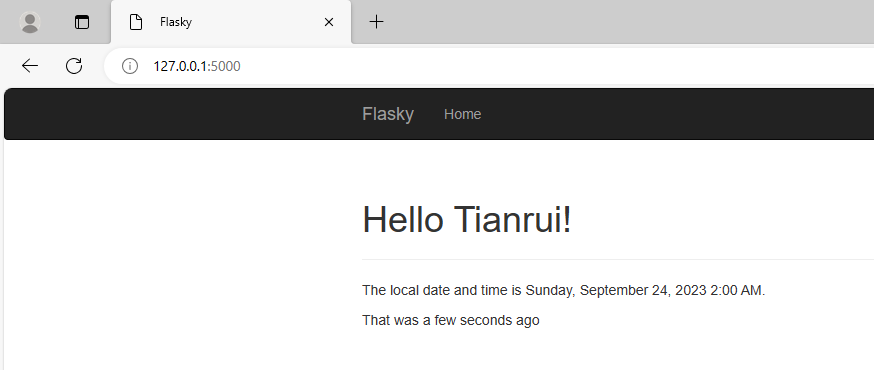 Flasky
127.0.0.1:5000
Flasky Home
Hello Tianrui!
The local date and time is Sunday, September 24, 2023 2:00 AM.
That was a few seconds ago